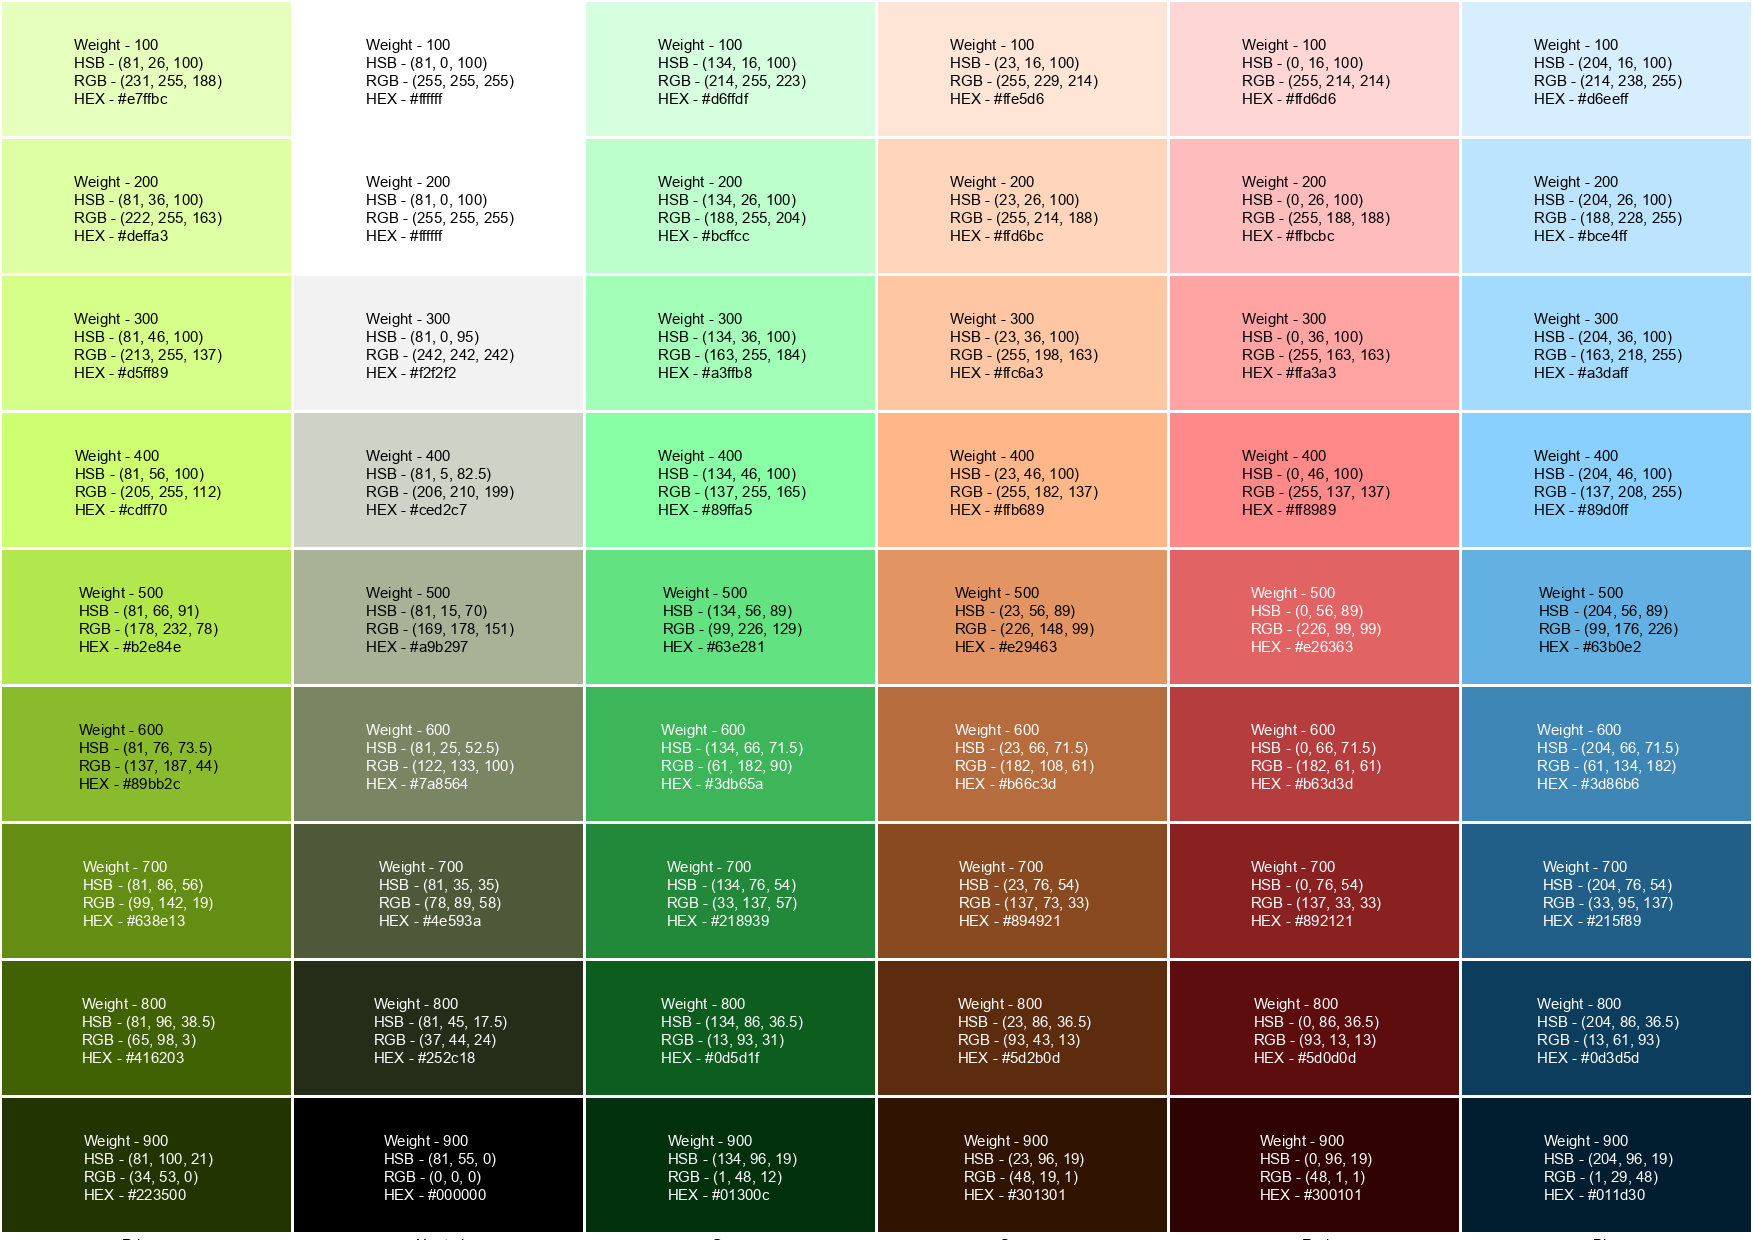 Weight - 100
HSB - (81, 26, 100)
RGB - (231, 255, 188)
HEX - #e7ffbc
Weight - 100
HSB - (81, 0, 100)
RGB - (255, 255, 255)
HEX - #ffffff
Weight - 100
HSB - (134, 16, 100)
RGB - (214, 255, 223)
HEX - #d6ffdf
Weight - 100
HSB - (23, 16, 100)
RGB - (255, 229, 214)
HEX - #ffe5d6
Weight - 100
HSB - (0, 16, 100)
RGB - (255, 214, 214)
HEX - #ffd6d6
Weight - 100
HSB - (204, 16, 100)
RGB - (214, 238, 255)
HEX - #d6eeff
Weight - 200
HSB - (81, 36, 100)
RGB - (222, 255, 163)
HEX - #deffa3
Weight - 200
HSB - (81, 0, 100)
RGB - (255, 255, 255)
HEX - #ffffff
Weight - 200
HSB - (134, 26, 100)
RGB - (188, 255, 204)
HEX - #bcffcc
Weight - 200
HSB - (23, 26, 100)
RGB - (255, 214, 188)
HEX - #ffd6bc
Weight - 200
HSB - (0, 26, 100)
RGB - (255, 188, 188)
HEX - #ffbcbc
Weight - 200
HSB - (204, 26, 100)
RGB - (188, 228, 255)
HEX - #bce4ff
Weight - 300
HSB - (81, 46, 100)
RGB - (213, 255, 137)
HEX - #d5ff89
Weight - 300
HSB - (81, 0, 95)
RGB - (242, 242, 242)
HEX - #f2f2f2
Weight - 300
HSB - (134, 36, 100)
RGB - (163, 255, 184)
HEX - #a3ffb8
Weight - 300
HSB - (23, 36, 100)
RGB - (255, 198, 163)
HEX - #ffc6a3
Weight - 300
HSB - (0, 36, 100)
RGB - (255, 163, 163)
HEX - #ffa3a3
Weight - 300
HSB - (204, 36, 100)
RGB - (163, 218, 255)
HEX - #a3daff
Weight - 400
HSB - (81, 56, 100)
RGB - (205, 255, 112)
HEX - #cdff70
Weight - 400
HSB - (81, 5, 82.5)
RGB - (206, 210, 199)
HEX - #ced2c7
Weight - 400
HSB - (134, 46, 100)
RGB - (137, 255, 165)
HEX - #89ffa5
Weight - 400
HSB - (23, 46, 100)
RGB - (255, 182, 137)
HEX - #ffb689
Weight - 400
HSB - (0, 46, 100)
RGB - (255, 137, 137)
HEX - #ff8989
Weight - 400
HSB - (204, 46, 100)
RGB - (137, 208, 255)
HEX - #89d0ff
Weight - 500
HSB - (81, 66, 91)
RGB - (178, 232, 78)
HEX - #b2e84e
Weight - 500
HSB - (81, 15, 70)
RGB - (169, 178, 151)
HEX - #a9b297
Weight - 500
HSB - (134, 56, 89)
RGB - (99, 226, 129)
HEX - #63e281
Weight - 500
HSB - (23, 56, 89)
RGB - (226, 148, 99)
HEX - #e29463
Weight - 500
HSB - (0, 56, 89)
RGB - (226, 99, 99)
HEX - #e26363
Weight - 500
HSB - (204, 56, 89)
RGB - (99, 176, 226)
HEX - #63b0e2
Weight - 600
HSB - (81, 76, 73.5)
RGB - (137, 187, 44)
HEX - #89bb2c
Weight - 600
HSB - (81, 25, 52.5)
RGB - (122, 133, 100)
HEX - #7a8564
Weight - 600
HSB - (134, 66, 71.5)
RGB - (61, 182, 90)
HEX - #3db65a
Weight - 600
HSB - (23, 66, 71.5)
RGB - (182, 108, 61)
HEX - #b66c3d
Weight - 600
HSB - (0, 66, 71.5)
RGB - (182, 61, 61)
HEX - #b63d3d
Weight - 600
HSB - (204, 66, 71.5)
RGB - (61, 134, 182)
HEX - #3d86b6
Weight - 700
HSB - (81, 86, 56)
RGB - (99, 142, 19)
HEX - #638e13
Weight - 700
HSB - (81, 35, 35)
RGB - (78, 89, 58)
HEX - #4e593a
Weight - 700
HSB - (134, 76, 54)
RGB - (33, 137, 57)
HEX - #218939
Weight - 700
HSB - (23, 76, 54)
RGB - (137, 73, 33)
HEX - #894921
Weight - 700
HSB - (0, 76, 54)
RGB - (137, 33, 33)
HEX - #892121
Weight - 700
HSB - (204, 76, 54)
RGB - (33, 95, 137)
HEX - #215f89
Weight - 800
HSB - (81, 96, 38.5)
RGB - (65, 98, 3)
HEX - #416203
Weight - 800
HSB - (81, 45, 17.5)
RGB - (37, 44, 24)
HEX - #252c18
Weight - 800
HSB - (134, 86, 36.5)
RGB - (13, 93, 31)
HEX - #0d5d1f
Weight - 800
HSB - (23, 86, 36.5)
RGB - (93, 43, 13)
HEX - #5d2b0d
Weight - 800
HSB - (0, 86, 36.5)
RGB - (93, 13, 13)
HEX - #5d0d0d
Weight - 800
HSB - (204, 86, 36.5)
RGB - (13, 61, 93)
HEX - #0d3d5d
Weight - 900
HSB - (81, 100, 21)
RGB - (34, 53, 0)
HEX - #223500
Weight - 900
HSB - (81, 55, 0)
RGB - (0, 0, 0)
HEX - #000000
Weight - 900
HSB - (134, 96, 19)
RGB - (1, 48, 12)
HEX - #01300c
Weight - 900
HSB - (23, 96, 19)
RGB - (48, 19, 1)
HEX - #301301
Weight - 900
HSB - (0, 96, 19)
RGB - (48, 1, 1)
HEX - #300101
Weight - 900
HSB - (204, 96, 19)
RGB - (1, 29, 48)
HEX - #011d30